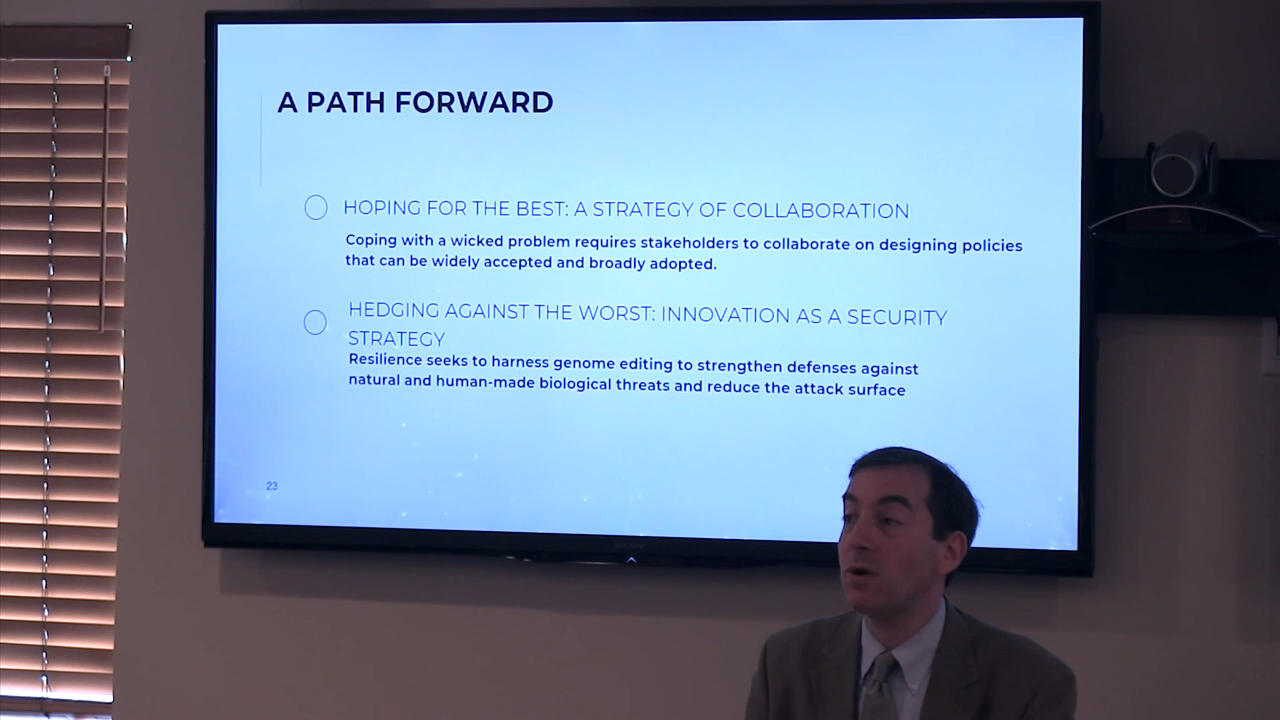 A PATH FORWARD
HOPING FOR THE BEST: A STRATEGY OF COLLABORATION
Coping with a wicked problem requires stakeholders to collaborate on designing policies
that can be widely accepted and broadly adopted.
HEDGING AGAINST THE WORST: INNOVATION AS A SECURITY
STRATEGY
Resilience seeks to harness genome editing to strengthen defenses against
natural and human-made biological threats and reduce the attack surface
23